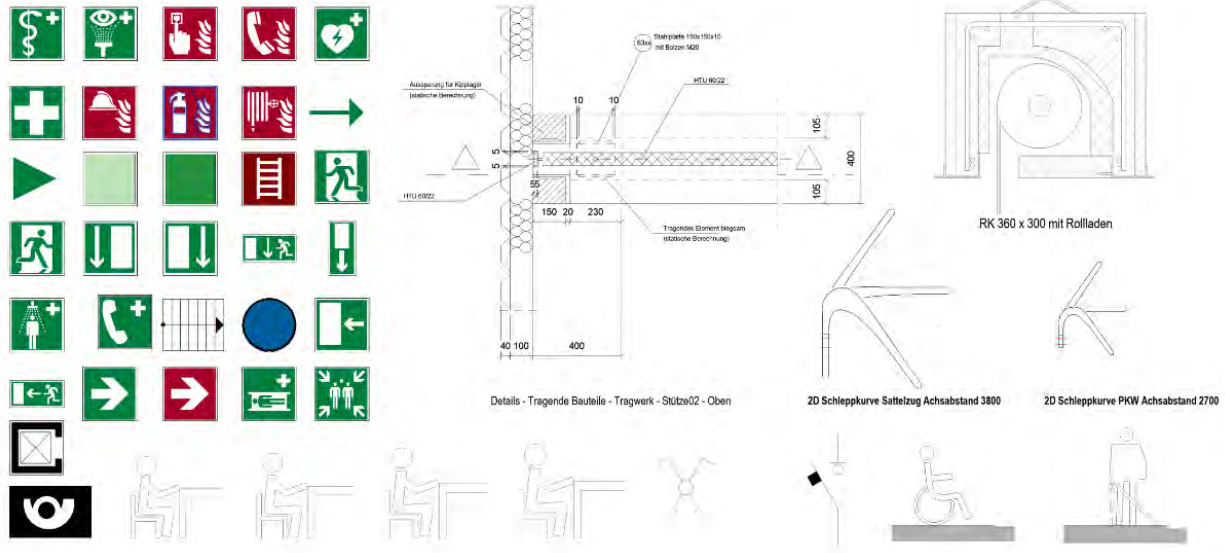 S3xx
Stahlplatte 150x150x10
mit Bolzen M20
Aussparung für Kipplager
(statische Berechnung)
HTU 60/22
10
10
105
400
105
5
5
55
HTU 60/22
150
20
230
Tragendes Element biegsam
(statische Berechnung)
40
100
400
Details - Tragende Bauteile - Tragwerk - Stütze02 - Oben
RK 360 x 300 mit Rollladen
2D Schleppkurve Sattelzug Achsabstand 3800
2D Schleppkurve PKW Achsabstand 2700